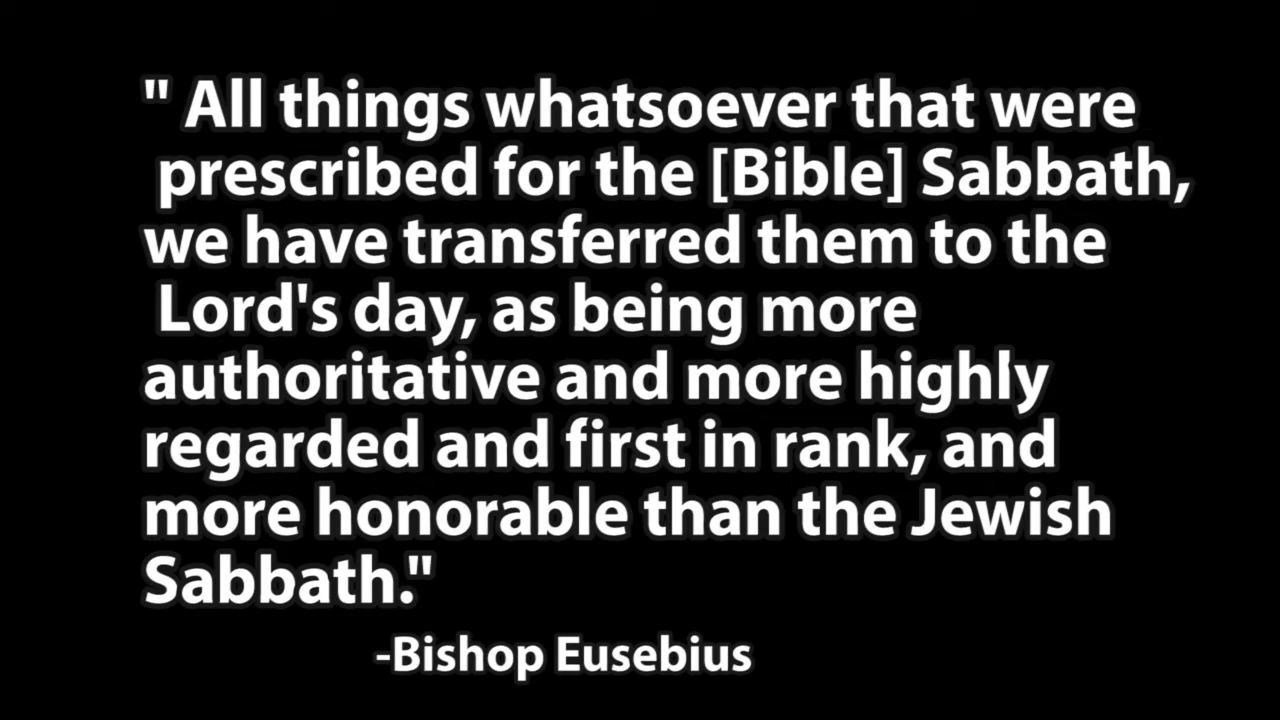 " All things whatsoever that were
prescribed for the [Bible] Sabbath,
we have transferred them to the
Lord's day, as being more
authoritative and more highly
regarded and first in rank, and
more honorable than the Jewish
Sabbath."
-Bishop Eusebius